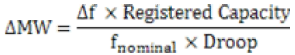 ΔMW = Δf × Registered Capacity / f_nominal × Droop